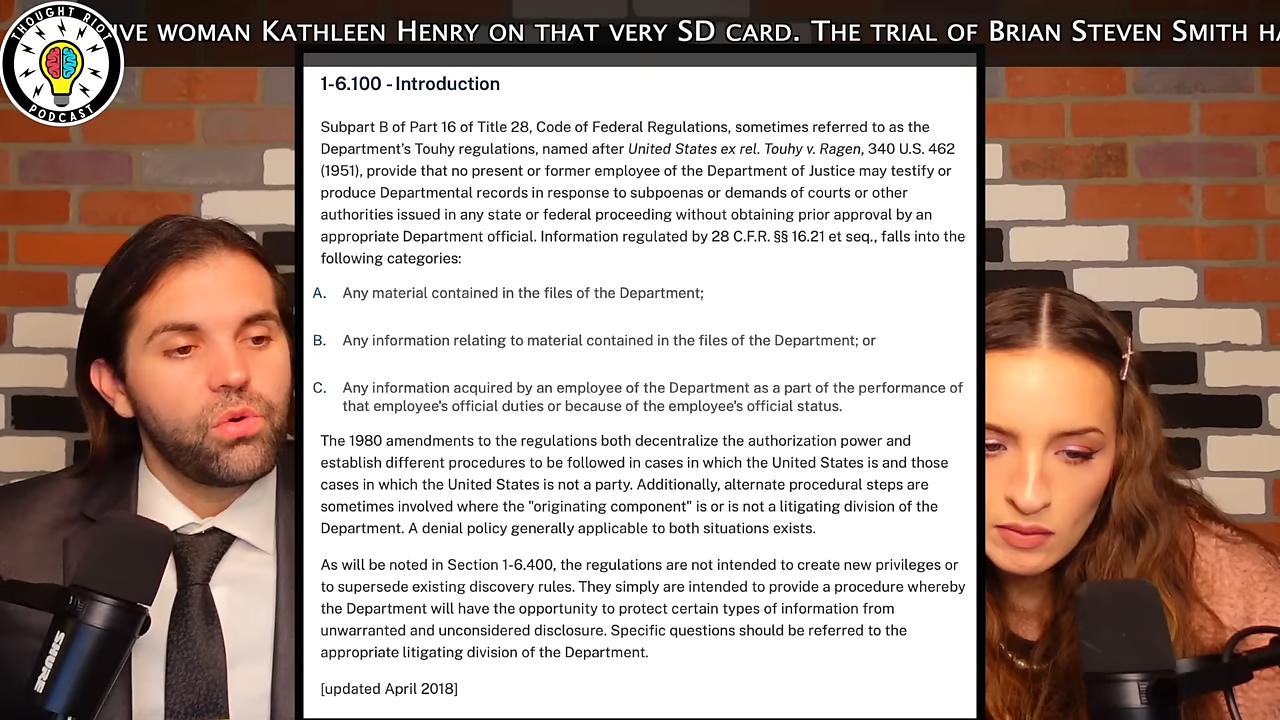 THOUGHT RIOT
PODCAST
IVE WOMAN KATHLEEN HENRY ON THAT VERY SD CARD. THE TRIAL OF BRIAN STEVEN SMITH HA
1-6.100 - Introduction
Subpart B of Part 16 of Title 28, Code of Federal Regulations, sometimes referred to as the
Department's Touhy regulations, named after United States ex rel. Touhy v. Ragen, 340 U.S. 462
(1951), provide that no present or former employee of the Department of Justice may testify or
produce Departmental records in response to subpoenas or demands of courts or other
authorities issued in any state or federal proceeding without obtaining prior approval by an
appropriate Department official. Information regulated by 28 C.F.R. §§ 16.21 et seq., falls into the
following categories:
A. Any material contained in the files of the Department;
B. Any information relating to material contained in the files of the Department; or
C. Any information acquired by an employee of the Department as a part of the performance of
that employee's official duties or because of the employee's official status.
The 1980 amendments to the regulations both decentralize the authorization power and
establish different procedures to be followed in cases in which the United States is and those
cases in which the United States is not a party. Additionally, alternate procedural steps are
sometimes involved where the "originating component" is or is not a litigating division of the
Department. A denial policy generally applicable to both situations exists.
As will be noted in Section 1-6.400, the regulations are not intended to create new privileges or
to supersede existing discovery rules. They simply are intended to provide a procedure whereby
the Department will have the opportunity to protect certain types of information from
unwarranted and unconsidered disclosure. Specific questions should be referred to the
appropriate litigating division of the Department.
[updated April 2018]
SHURE